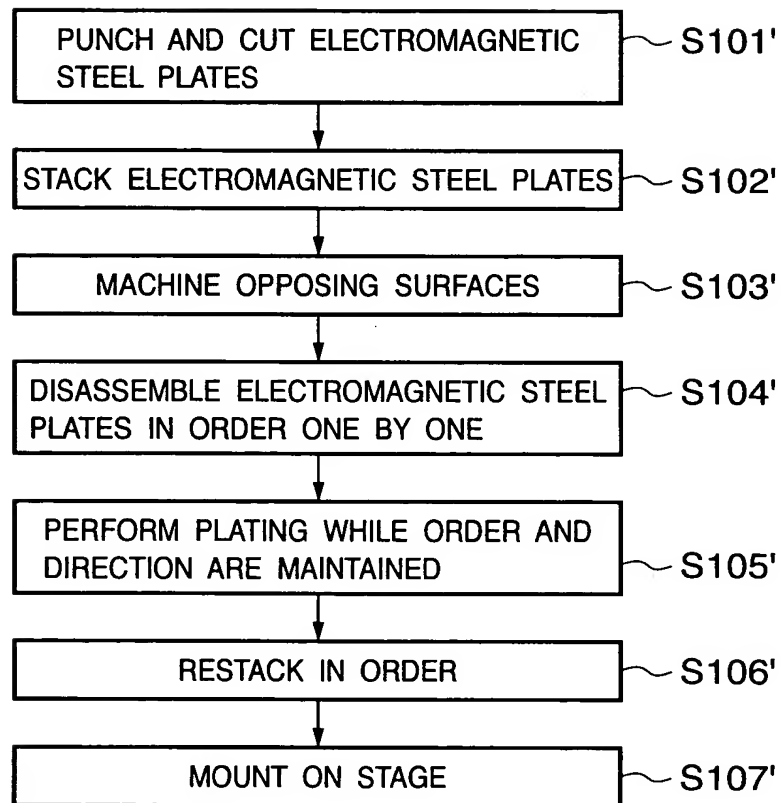 PUNCH AND CUT ELECTROMAGNETIC
STEEL PLATES
S101'
STACK ELECTROMAGNETIC STEEL PLATES
S102'
MACHINE OPPOSING SURFACES
S103'
DISASSEMBLE ELECTROMAGNETIC STEEL
PLATES IN ORDER ONE BY ONE
S104'
PERFORM PLATING WHILE ORDER AND
DIRECTION ARE MAINTAINED
S105'
RESTACK IN ORDER
S106'
MOUNT ON STAGE
S107'